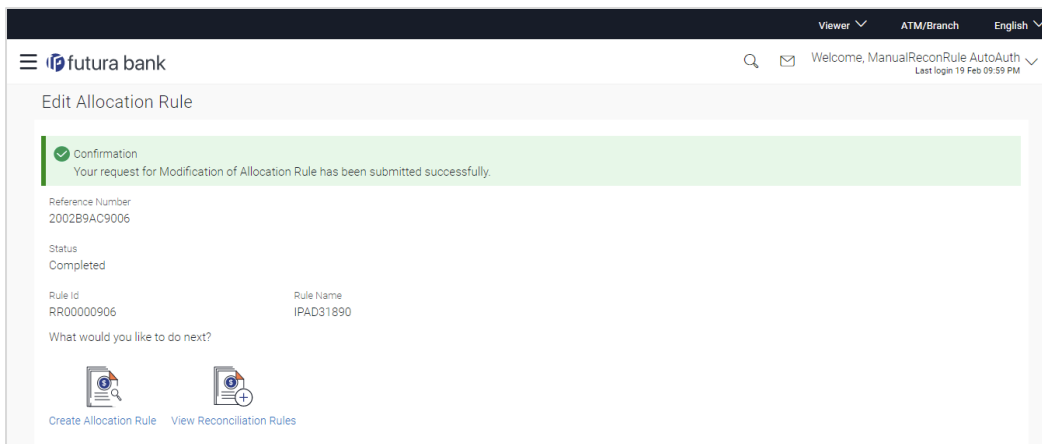 Viewer ATM/Branch English
futura bank
Welcome, ManualReconRule AutoAuth
Last login 19 Feb 09:59 PM
Edit Allocation Rule
Confirmation
Your request for Modification of Allocation Rule has been submitted successfully.
Reference Number
2002B9AC9006
Status
Completed
Rule Id Rule Name
RR00000906 IPAD31890
What would you like to do next?
Create Allocation Rule View Reconciliation Rules